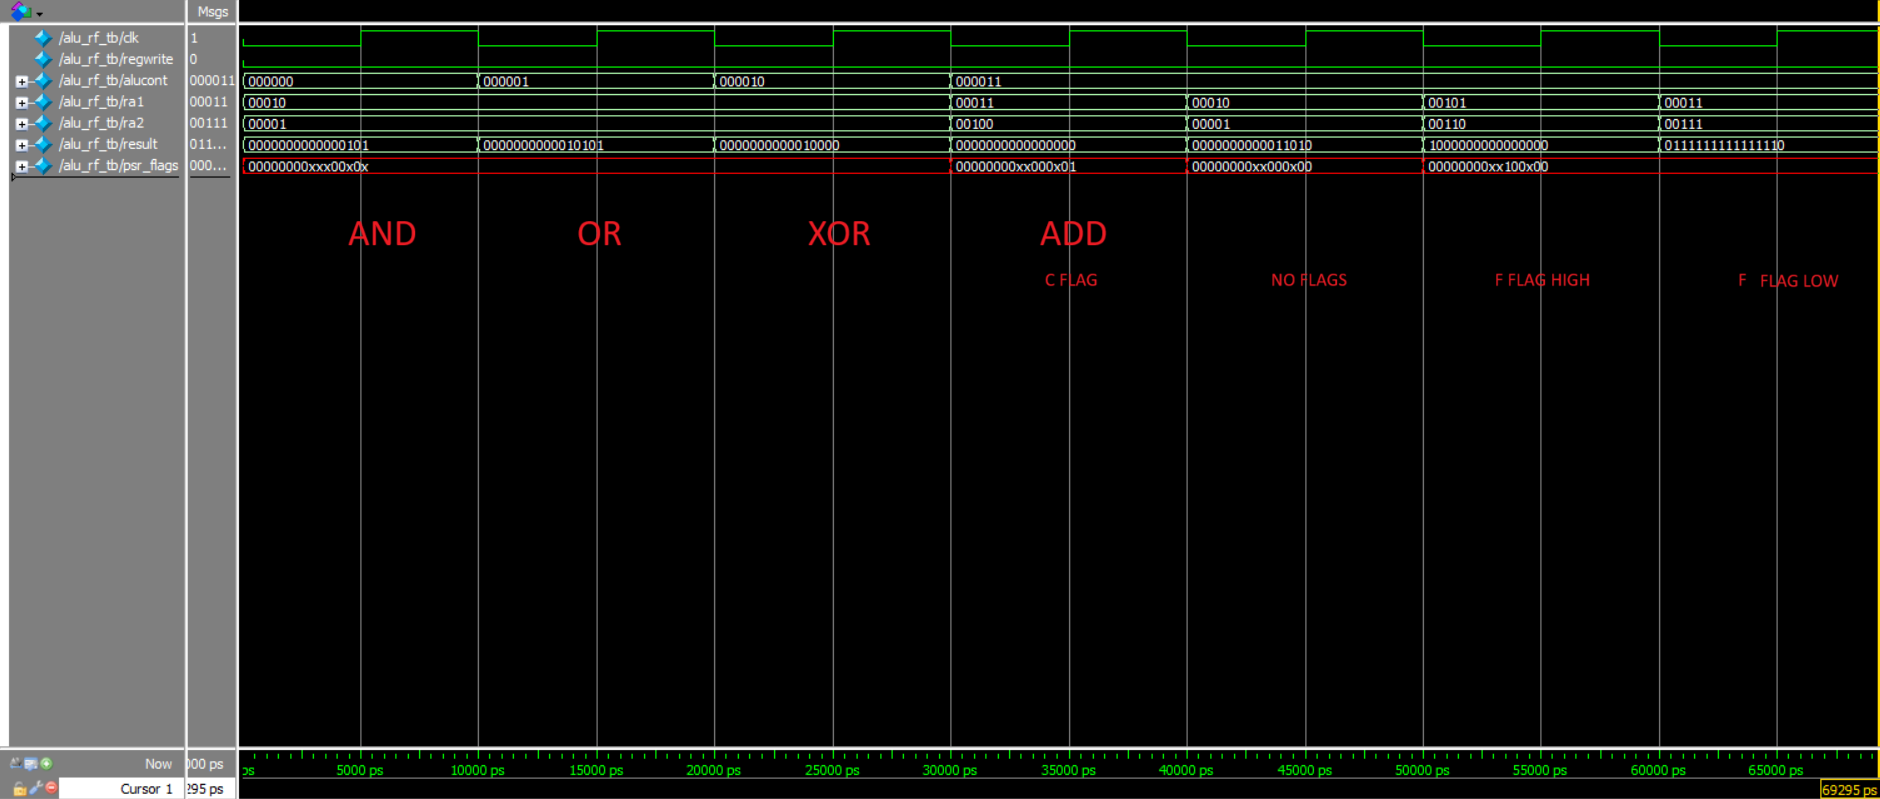 Msgs
/alu_rf_tb/clk 1
/alu_rf_tb/regwrite 0
/alu_rf_tb/alucont 000011 000000 000001 000010 000011
/alu_rf_tb/ra1 00011 00010 00011 00010 00101 00011
/alu_rf_tb/ra2 00111 00001 00100 00001 00110 00111
/alu_rf_tb/result 011... 0000000000000101 0000000000010101 0000000000010000 0000000000000000 0000000000011010 1000000000000000 0111111111111110
/alu_rf_tb/psr_flags 000... 00000000xxx00x0x 00000000xx000x01 00000000xx000x00 00000000xx100x00
AND OR XOR ADD
C FLAG NO FLAGS F FLAG HIGH F FLAG LOW
Now 000 ps ps 5000 ps 10000 ps 15000 ps 20000 ps 25000 ps 30000 ps 35000 ps 40000 ps 45000 ps 50000 ps 55000 ps 60000 ps 65000 ps
Cursor 1 295 ps 69295 ps